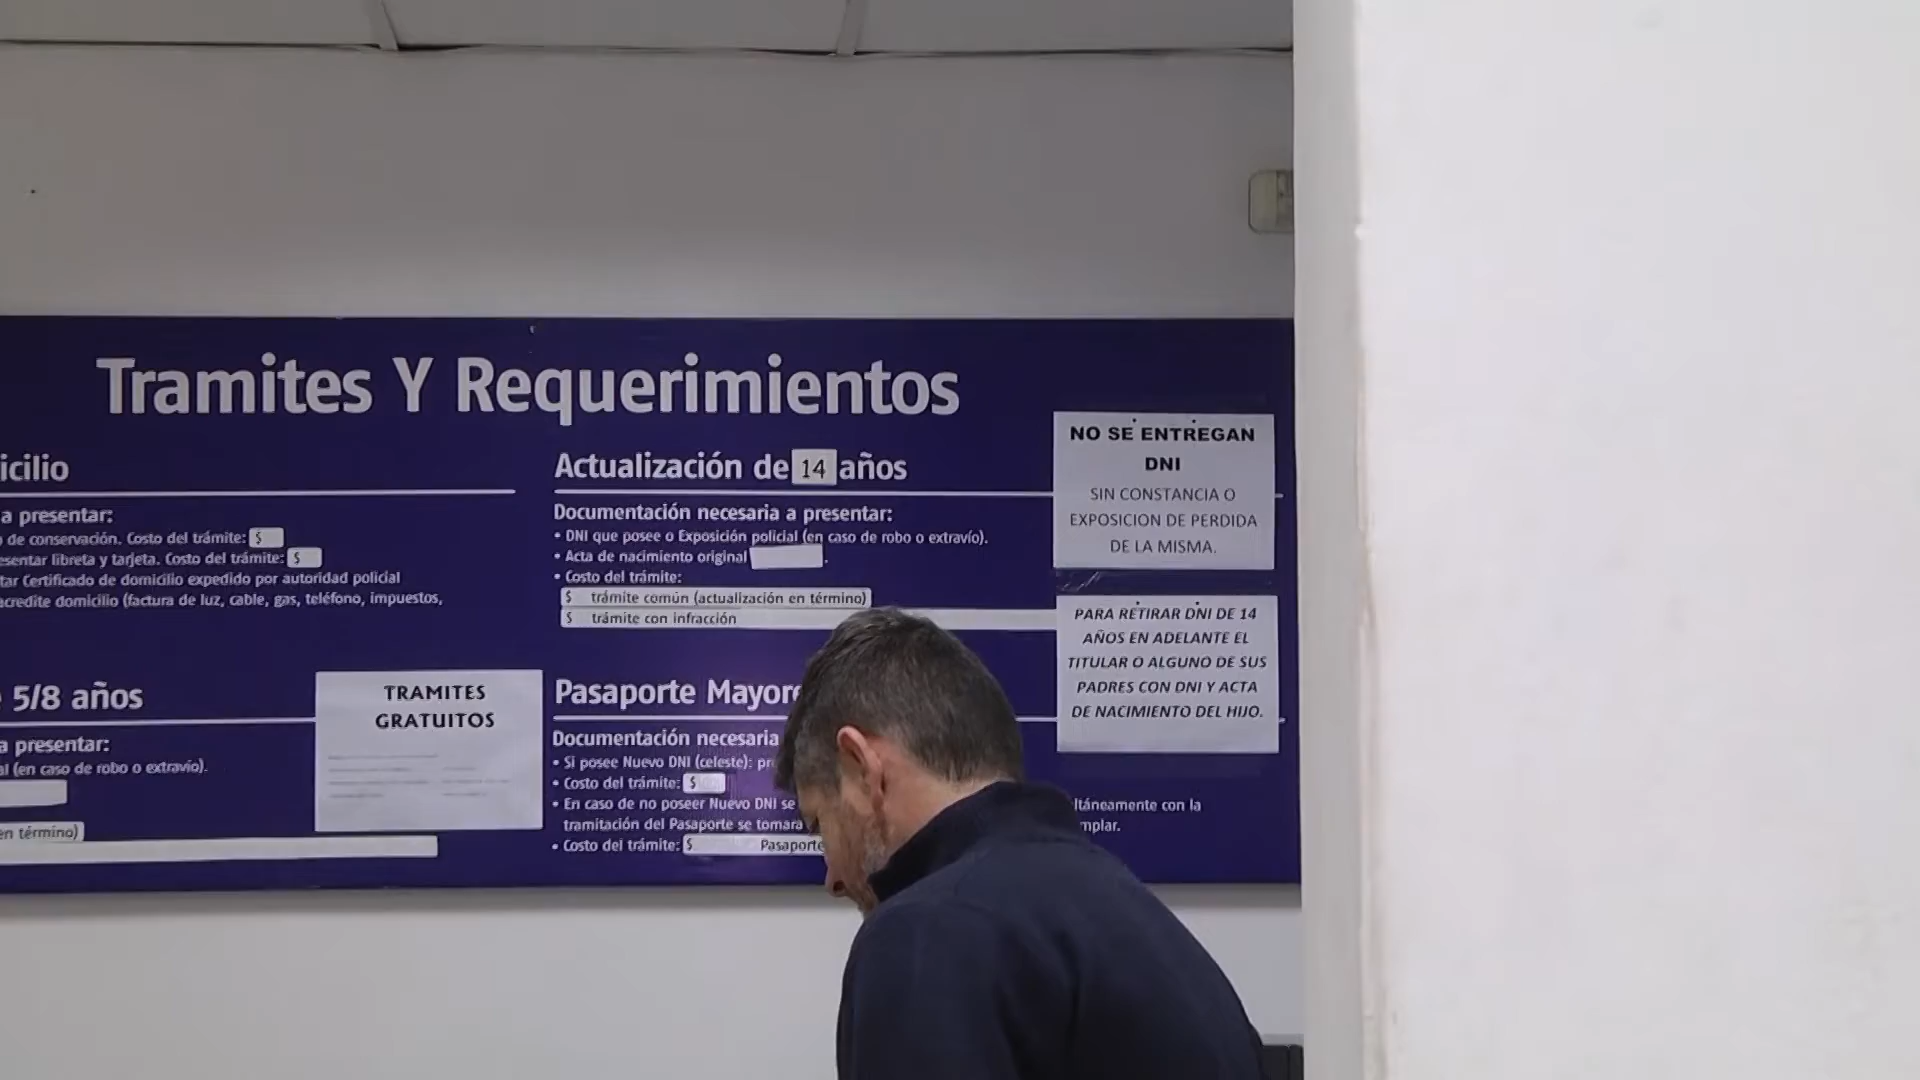 Tramites Y Requerimientos
icilio
a presentar:
de conservación. Costo del trámite: $
esentar libreta y tarjeta. Costo del trámite: $
tar Certificado de domicilio expedido por autoridad policial
acredite domicilio (factura de luz, cable, gas, teléfono, impuestos,
5/8 años
a presentar:
al (en caso de robo o extravío).
en término)
TRAMITES
GRATUITOS
Actualización de 14 años
Documentación necesaria a presentar:
• DNI que posee o Exposición policial (en caso de robo o extravío).
• Acta de nacimiento original .
• Costo del trámite:
$ trámite común (actualización en término)
$ trámite con infracción
Pasaporte Mayor
Documentación necesaria
• Si posee Nuevo DNI (celeste): pr
• Costo del trámite: $
• En caso de no poseer Nuevo DNI se
ltáneamente con la
tramitación del Pasaporte se tomara
mplar.
• Costo del trámite: $ Pasaporte
NO SE ENTREGAN
DNI
SIN CONSTANCIA O
EXPOSICION DE PERDIDA
DE LA MISMA.
PARA RETIRAR DNI DE 14
AÑOS EN ADELANTE EL
TITULAR O ALGUNO DE SUS
PADRES CON DNI Y ACTA
DE NACIMIENTO DEL HIJO.